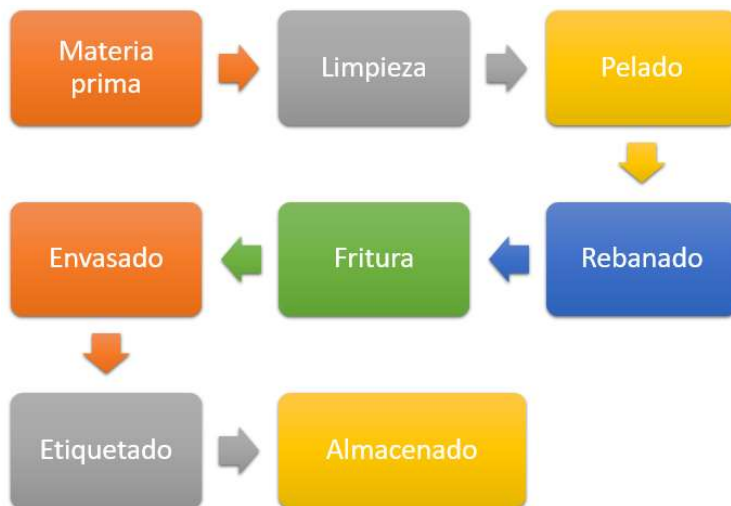 Materia
prima
Limpieza
Pelado
Rebanado
Fritura
Envasado
Etiquetado
Almacenado